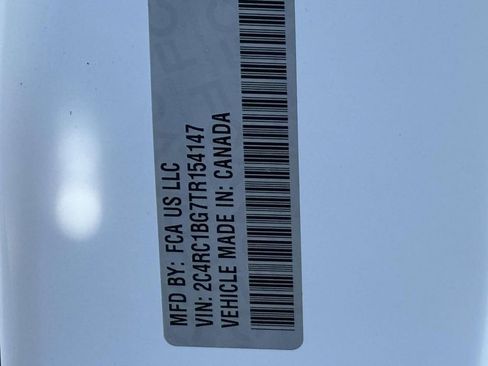 MFD BY: FCA US LLC
VIN: 2C4RC1BG7TR154147
VEHICLE MADE IN: CANADA